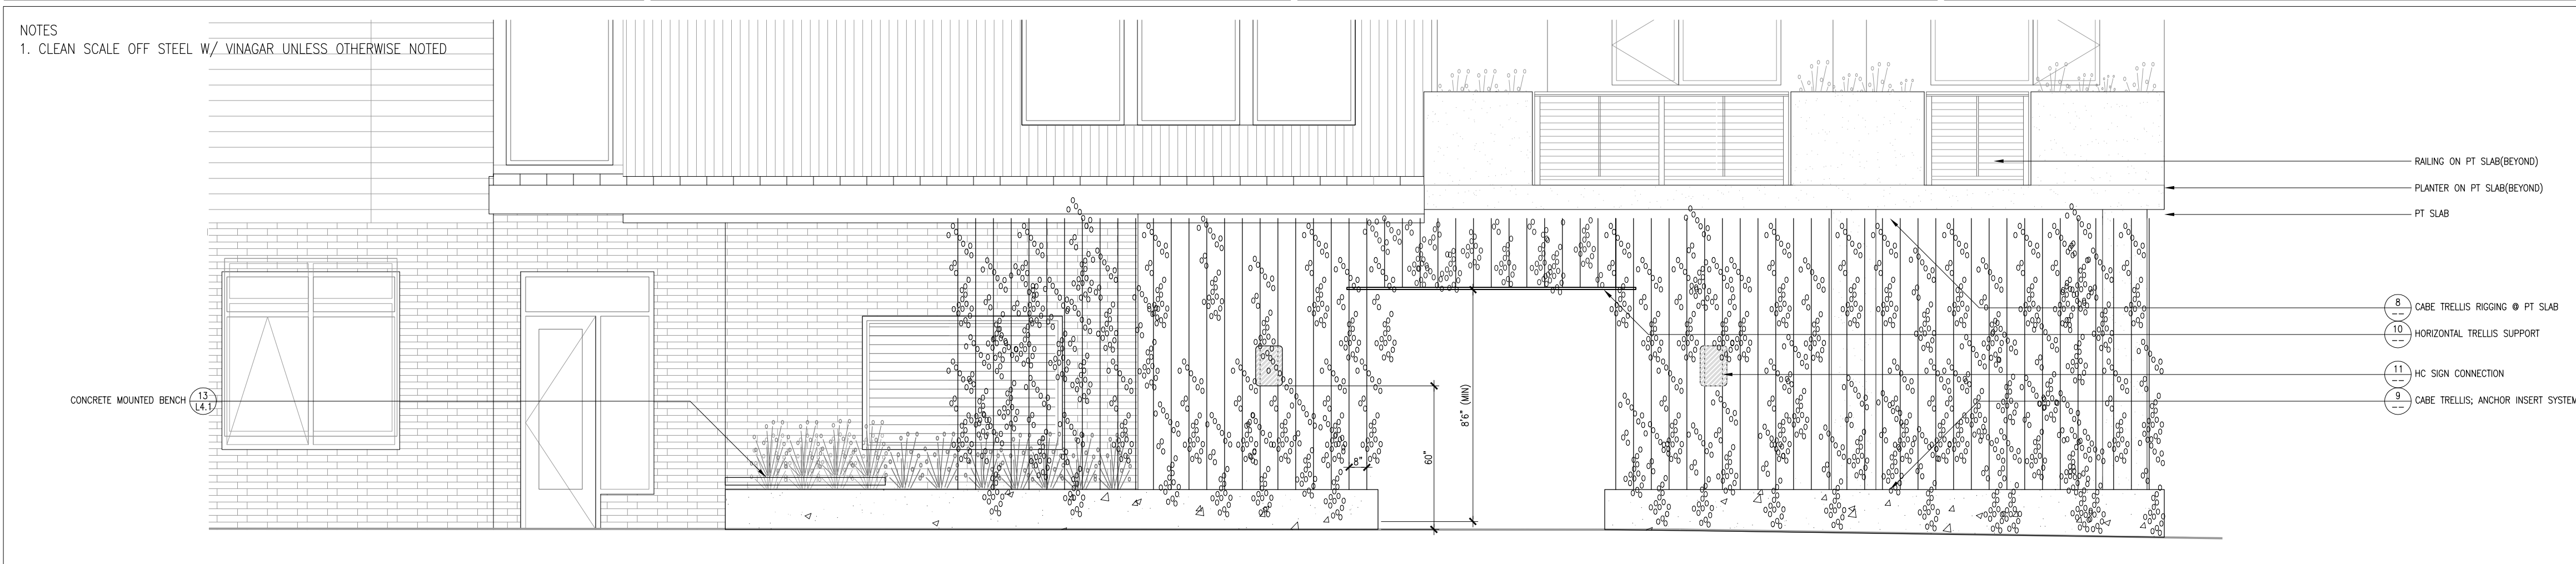 NOTES
1. CLEAN SCALE OFF STEEL W/ VINAGAR UNLESS OTHERWISE NOTED
RAILING ON PT SLAB(BEYOND)
PLANTER ON PT SLAB(BEYOND)
PT SLAB
8
--
CABE TRELLIS RIGGING @ PT SLAB
10
--
HORIZONTAL TRELLIS SUPPORT
11
--
HC SIGN CONNECTION
9
--
CABE TRELLIS; ANCHOR INSERT SYSTEM
CONCRETE MOUNTED BENCH
13
L4.1
8'6" (MIN)
60"
8"